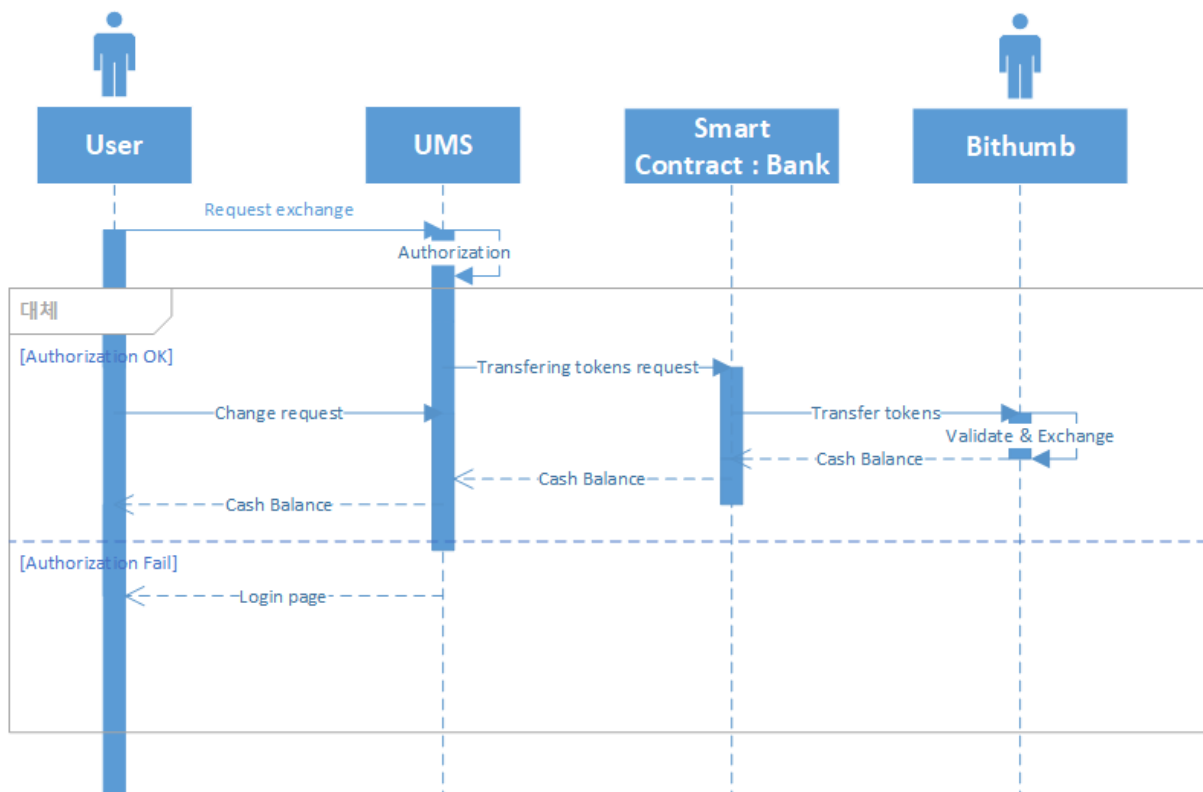 User
UMS
Smart
Contract : Bank
Bithumb
Request exchange
Authorization
대체
[Authorization OK]
Transfering tokens request
Change request
Transfer tokens
Validate & Exchange
Cash Balance
Cash Balance
Cash Balance
[Authorization Fail]
Login page